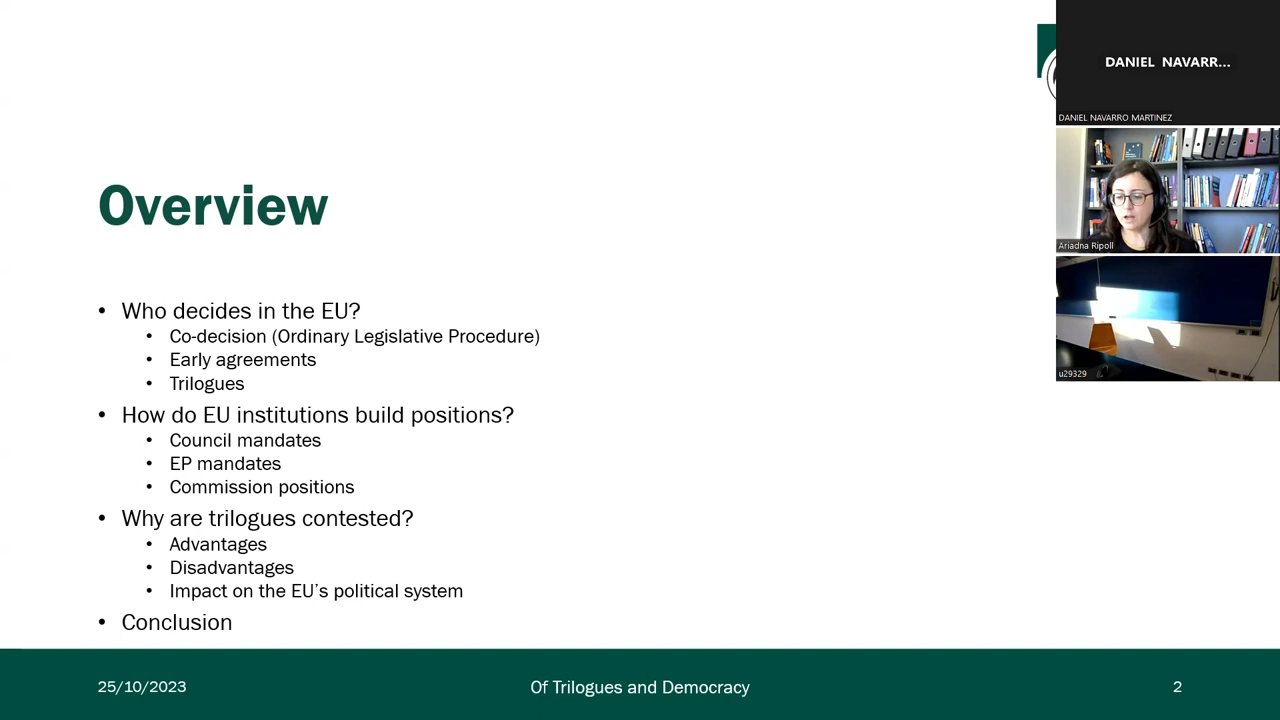 Overview
• Who decides in the EU?
• Co-decision (Ordinary Legislative Procedure)
• Early agreements
• Trilogues
• How do EU institutions build positions?
• Council mandates
• EP mandates
• Commission positions
• Why are trilogues contested?
• Advantages
• Disadvantages
• Impact on the EU’s political system
• Conclusion
25/10/2023
Of Trilogues and Democracy
2
DANIEL NAVARR...
DANIEL NAVARRO MARTINEZ
Ariadna Ripoll
u29329